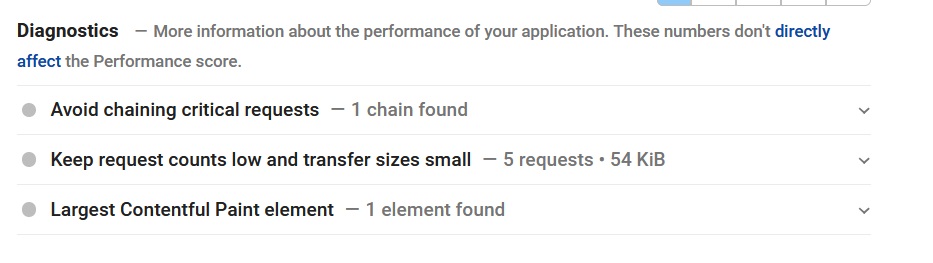 Diagnostics — More information about the performance of your application. These numbers don't directly
affect the Performance score.
Avoid chaining critical requests — 1 chain found
Keep request counts low and transfer sizes small — 5 requests • 54 KiB
Largest Contentful Paint element — 1 element found